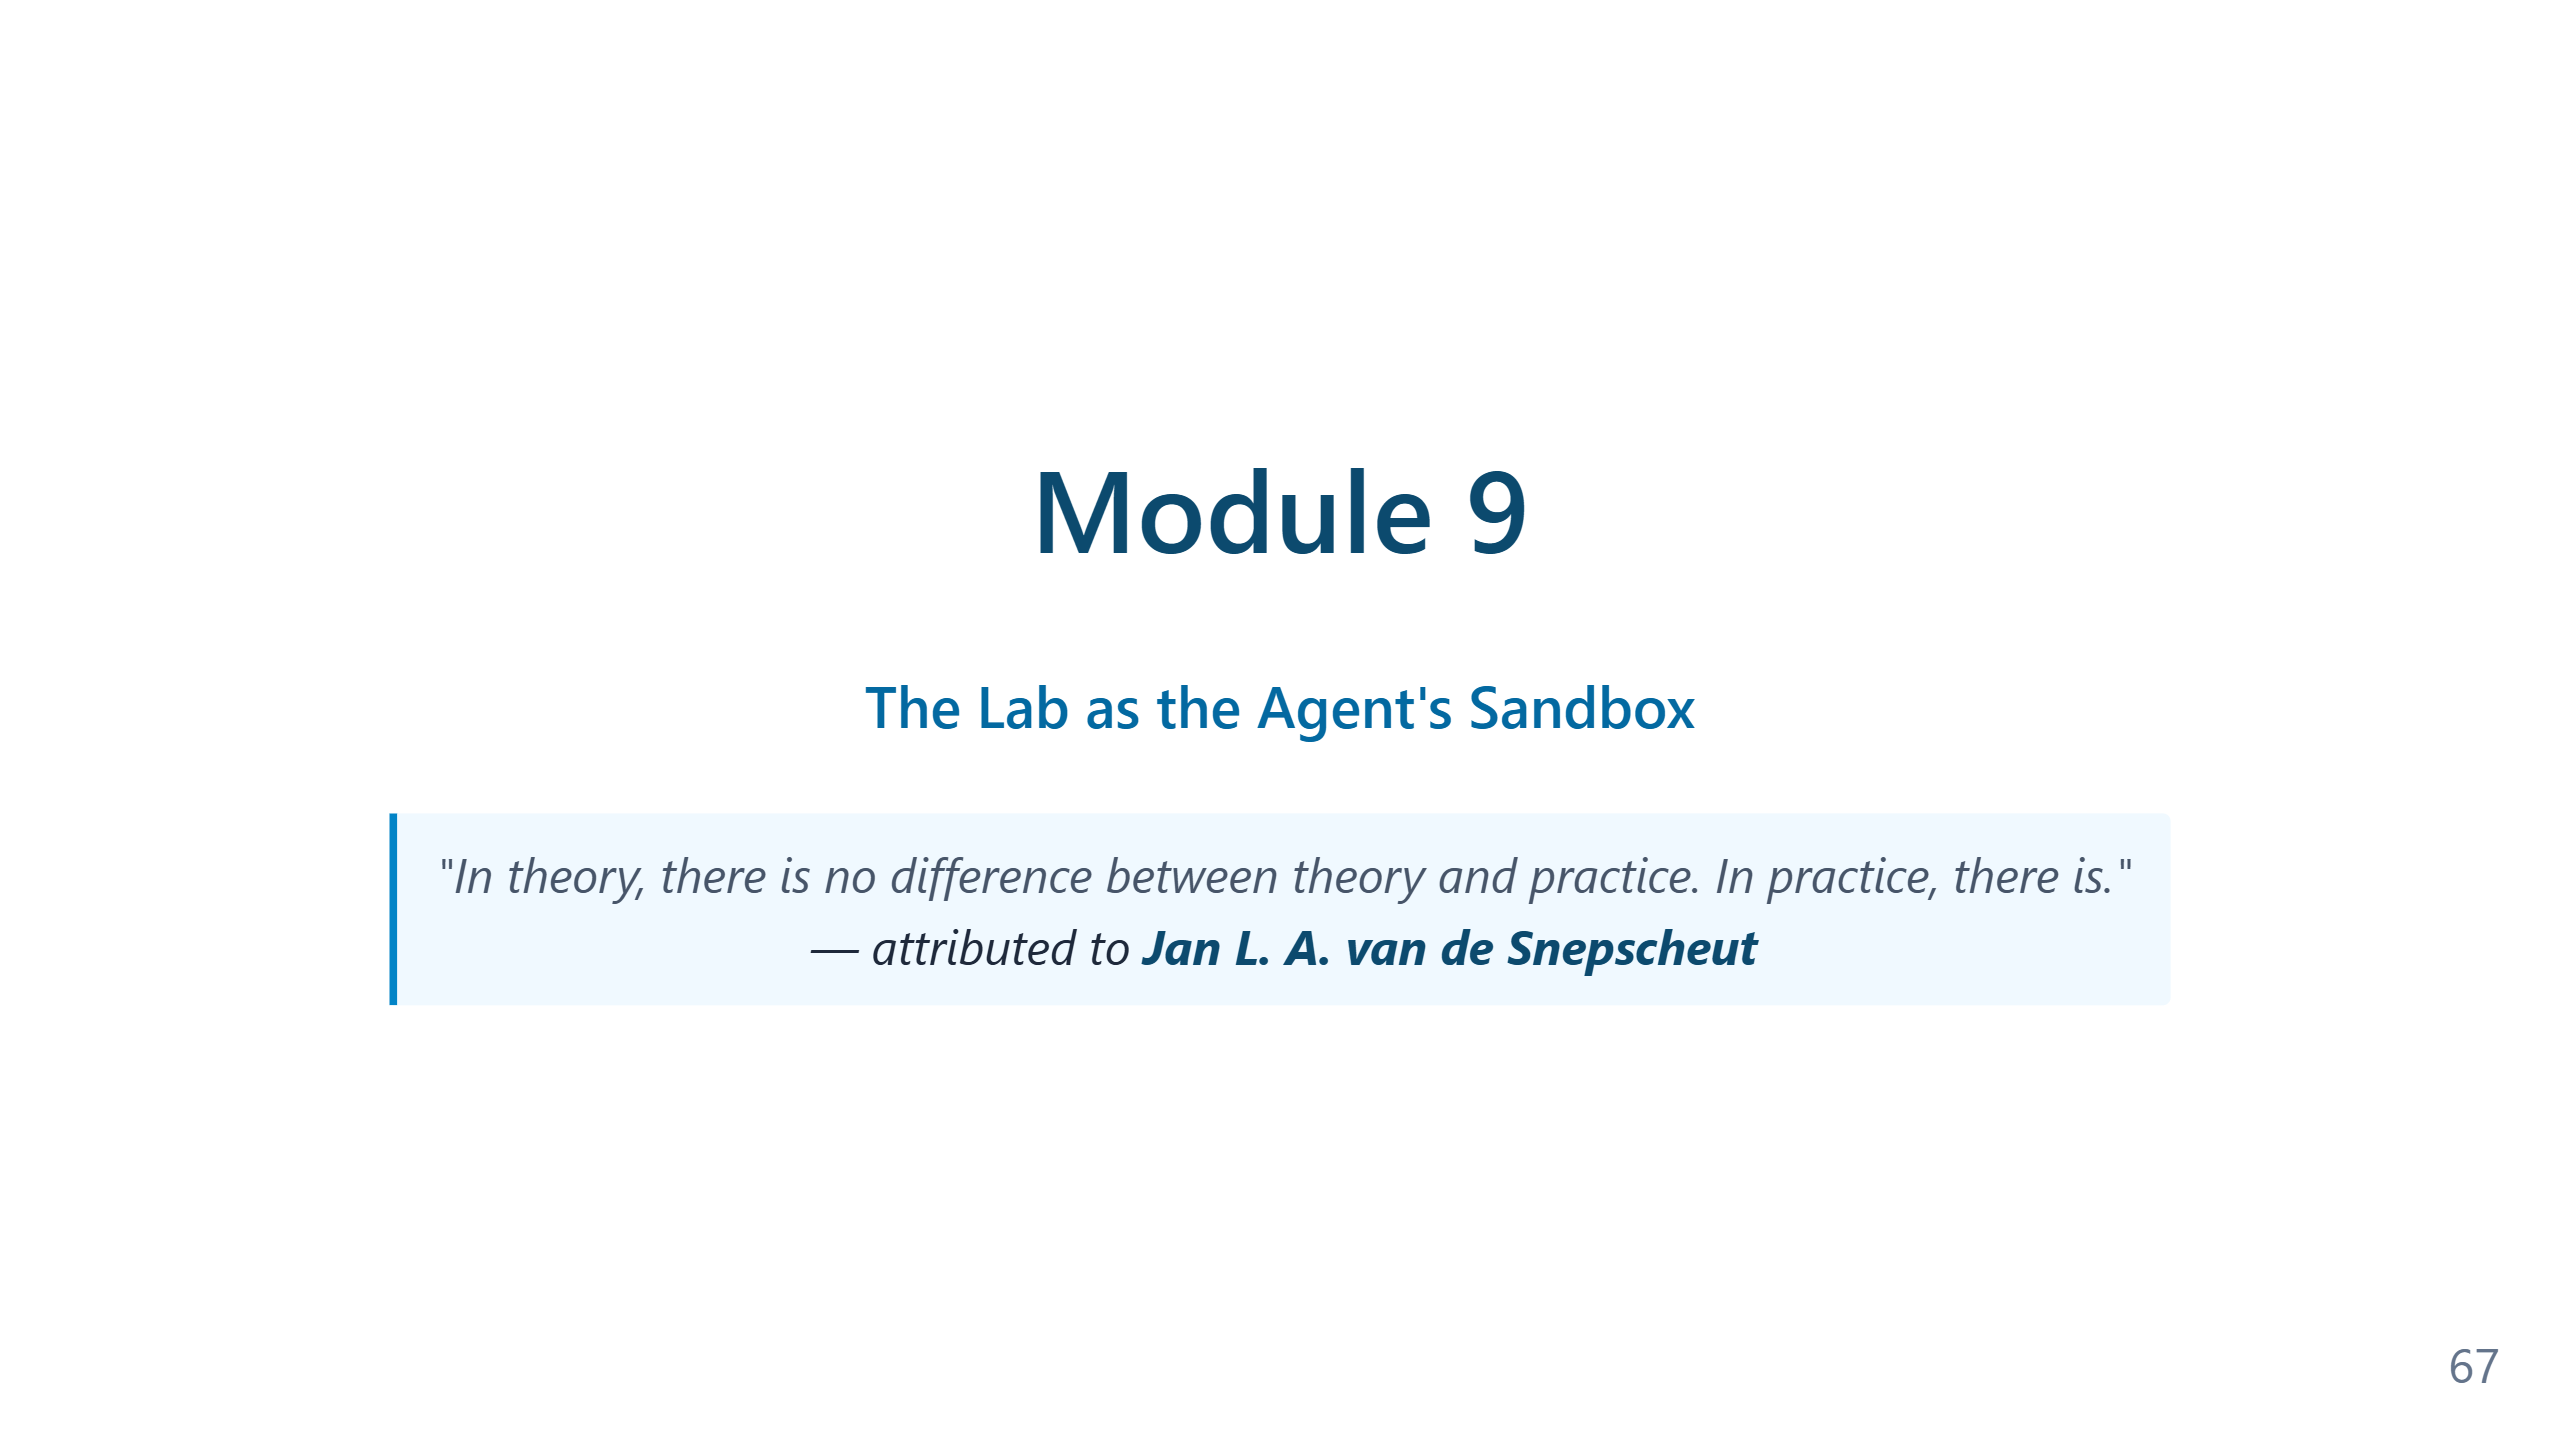 Module 9
The Lab as the Agent's Sandbox
"In theory, there is no difference between theory and practice. In practice, there is."
— attributed to Jan L. A. van de Snepscheut
67